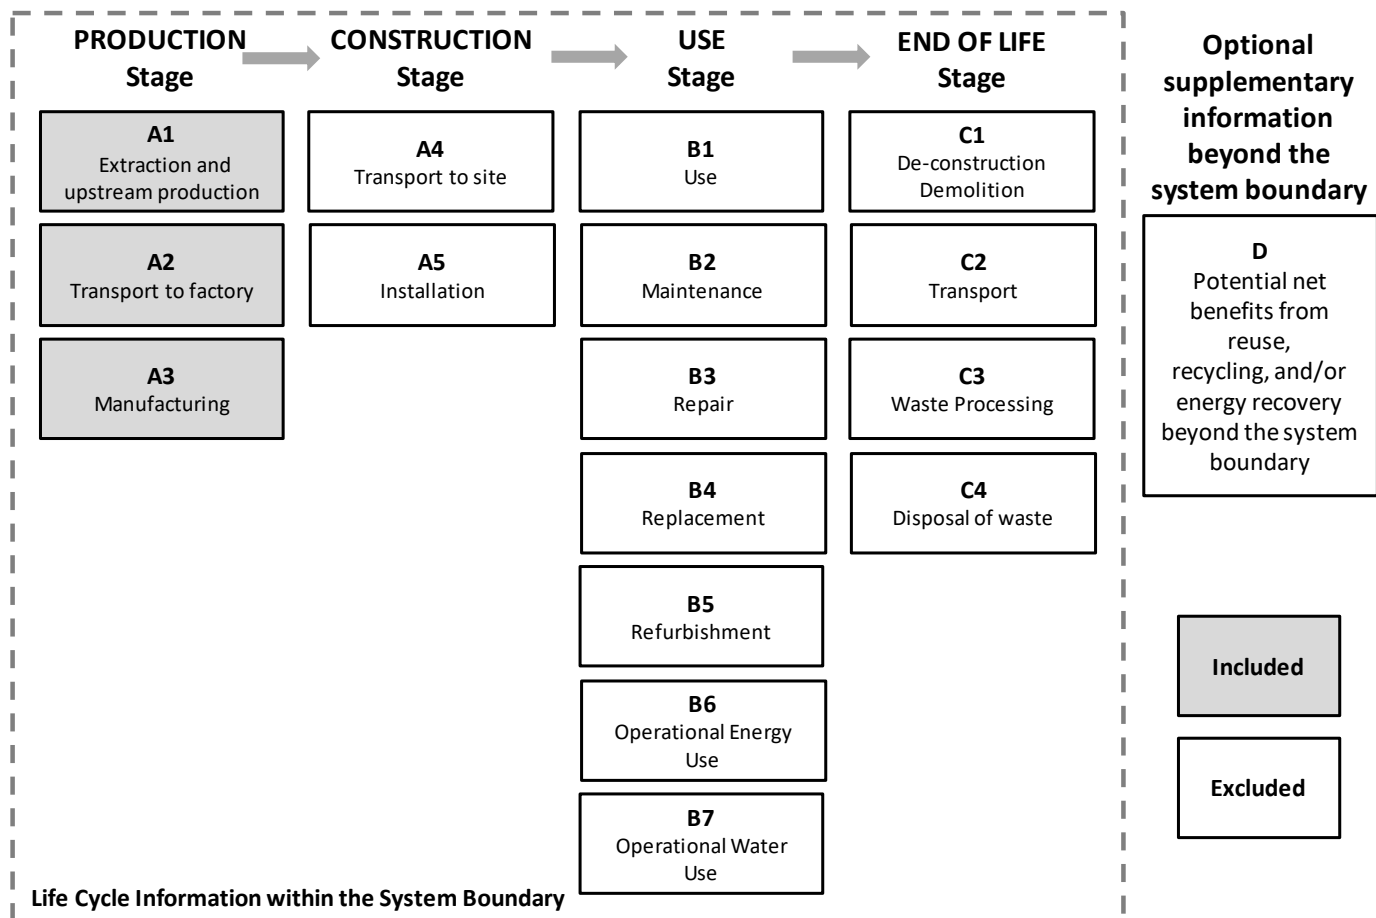 PRODUCTION
Stage
CONSTRUCTION
Stage
USE
Stage
END OF LIFE
Stage
A1
Extraction and
upstream production
A2
Transport to factory
A3
Manufacturing
A4
Transport to site
A5
Installation
B1
Use
B2
Maintenance
B3
Repair
B4
Replacement
B5
Refurbishment
B6
Operational Energy
Use
B7
Operational Water
Use
C1
De-construction
Demolition
C2
Transport
C3
Waste Processing
C4
Disposal of waste
Life Cycle Information within the System Boundary
Optional
supplementary
information
beyond the
system boundary
D
Potential net
benefits from
reuse,
recycling, and/or
energy recovery
beyond the system
boundary
Included
Excluded